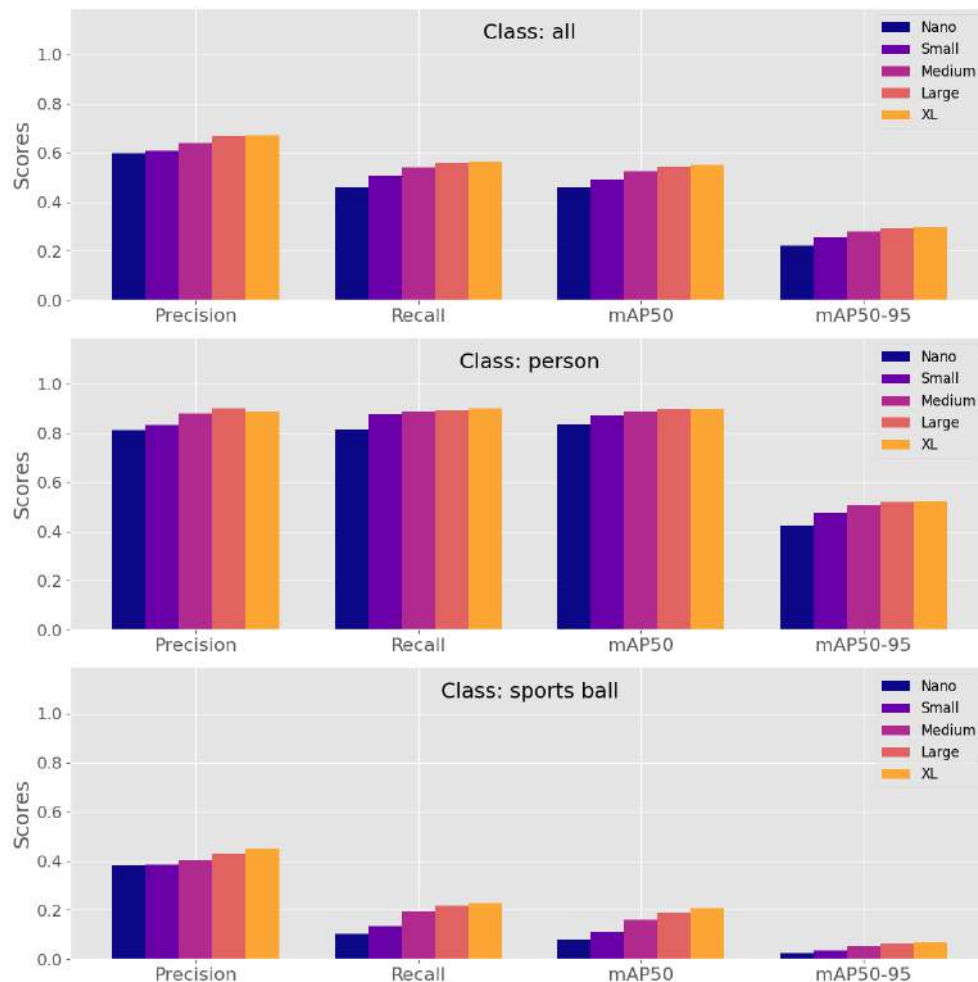 Class: all
Nano
Small
Medium
Large
XL
Scores
1.0
0.8
0.6
0.4
0.2
0.0
Precision Recall mAP50 mAP50-95
Class: person
Nano
Small
Medium
Large
XL
Scores
1.0
0.8
0.6
0.4
0.2
0.0
Precision Recall mAP50 mAP50-95
Class: sports ball
Nano
Small
Medium
Large
XL
Scores
1.0
0.8
0.6
0.4
0.2
0.0
Precision Recall mAP50 mAP50-95